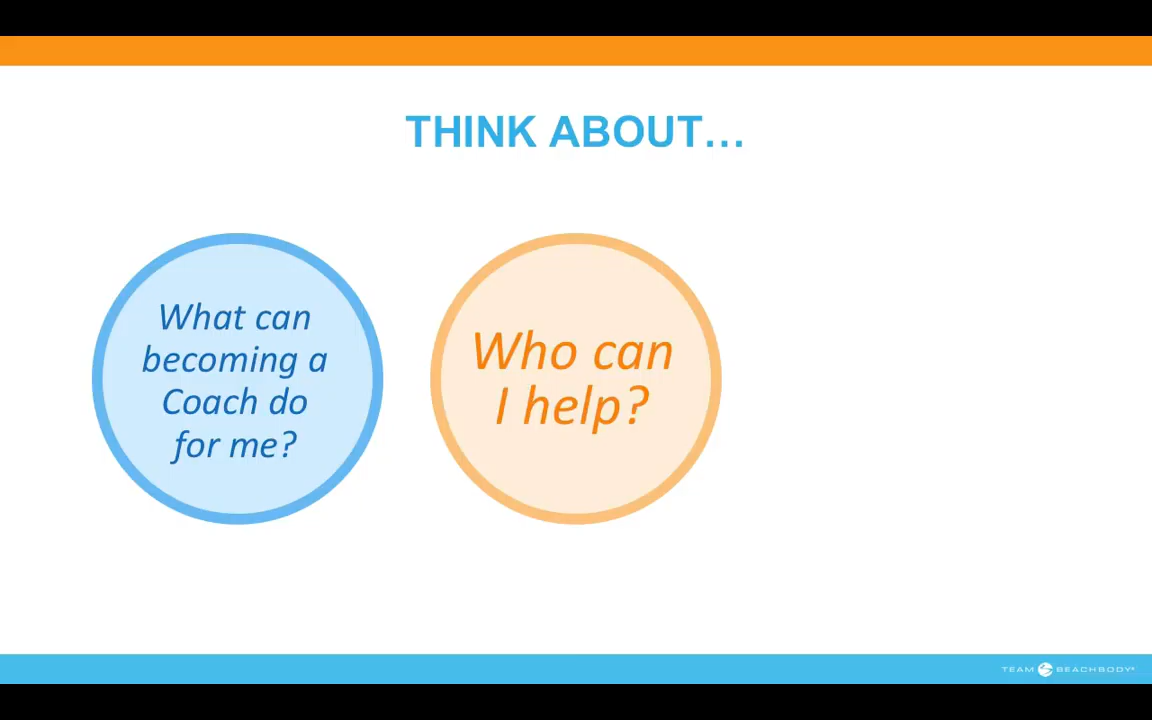 THINK ABOUT...
What can
becoming a
Coach do
for me?
Who can
I help?
TEAM BEACHBODY®